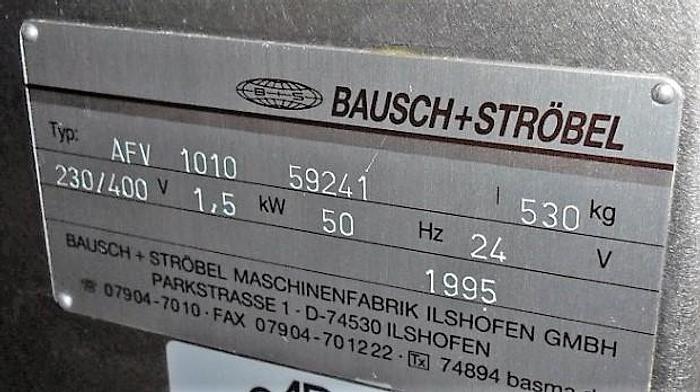 B+S BAUSCH+STRÖBEL
Typ: AFV 1010 59241 530 kg
230/400 V 1,5 kW 50 Hz 24 V
1995
BAUSCH + STRÖBEL MASCHINENFABRIK ILSHOFEN GMBH
PARKSTRASSE 1 · D-74530 ILSHOFEN
☏ 07904-7010 · FAX 07904-701222 · Tx 74894 basma